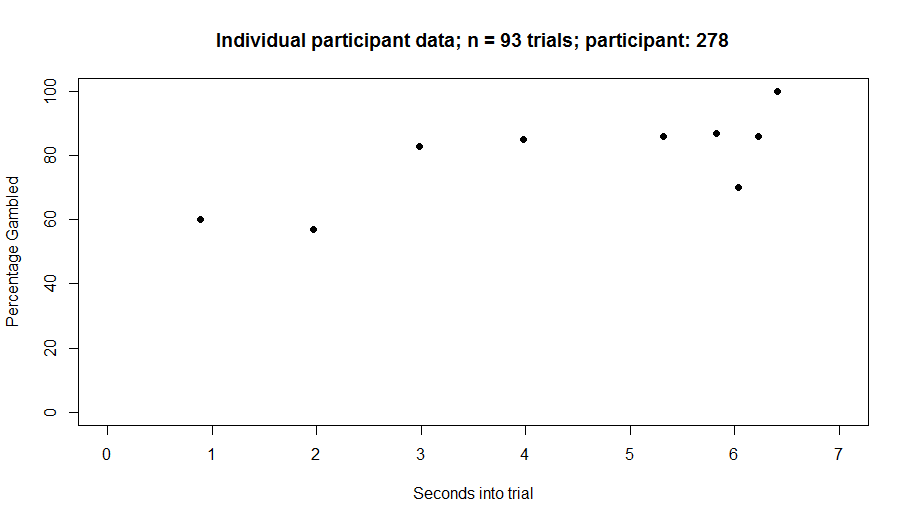 Individual participant data; n = 93 trials; participant: 278
Percentage Gambled
100
80
60
40
20
0
0 1 2 3 4 5 6 7
Seconds into trial